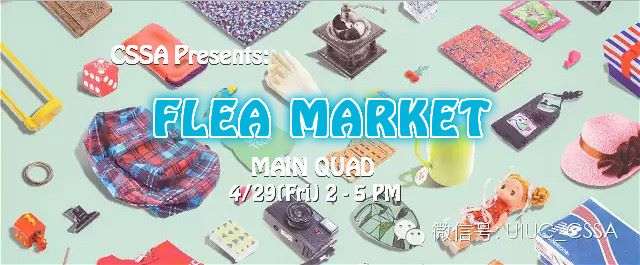 CSSA Presents:
FLEA MARKET
MAIN QUAD
4/29(Fri) 2 - 5 PM
微信号: UIUC_CSSA